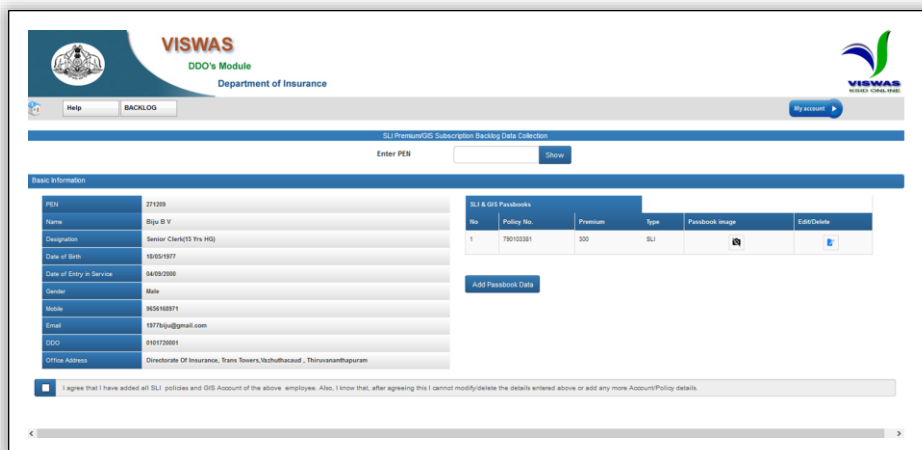 VISWAS
DDO's Module
Department of Insurance
VISWAS
KSID ONLINE
Help BACKLOG My account
SLI Premium/GIS Subscription Backlog Data Collection
Enter PEN Show
Basic Information
PEN 271209
Name Biju B V
Designation Senior Clerk(15 Yrs HG)
Date of Birth 18/05/1977
Date of Entry in Service 04/09/2000
Gender Male
Mobile 9656168971
Email 1977biju@gmail.com
DDO 0101720001
Office Address Directorate Of Insurance, Trans Towers,Vazhuthacaud , Thiruvananthapuram
SLI & GIS Passbooks
No Policy No. Premium Type Passbook image Edit/Delete
1 790103381 300 SLI
Add Passbook Data
I agree that I have added all SLI policies and GIS Account of the above employee. Also, I know that, after agreeing this I cannot modify/delete the details entered above or add any more Account/Policy details.